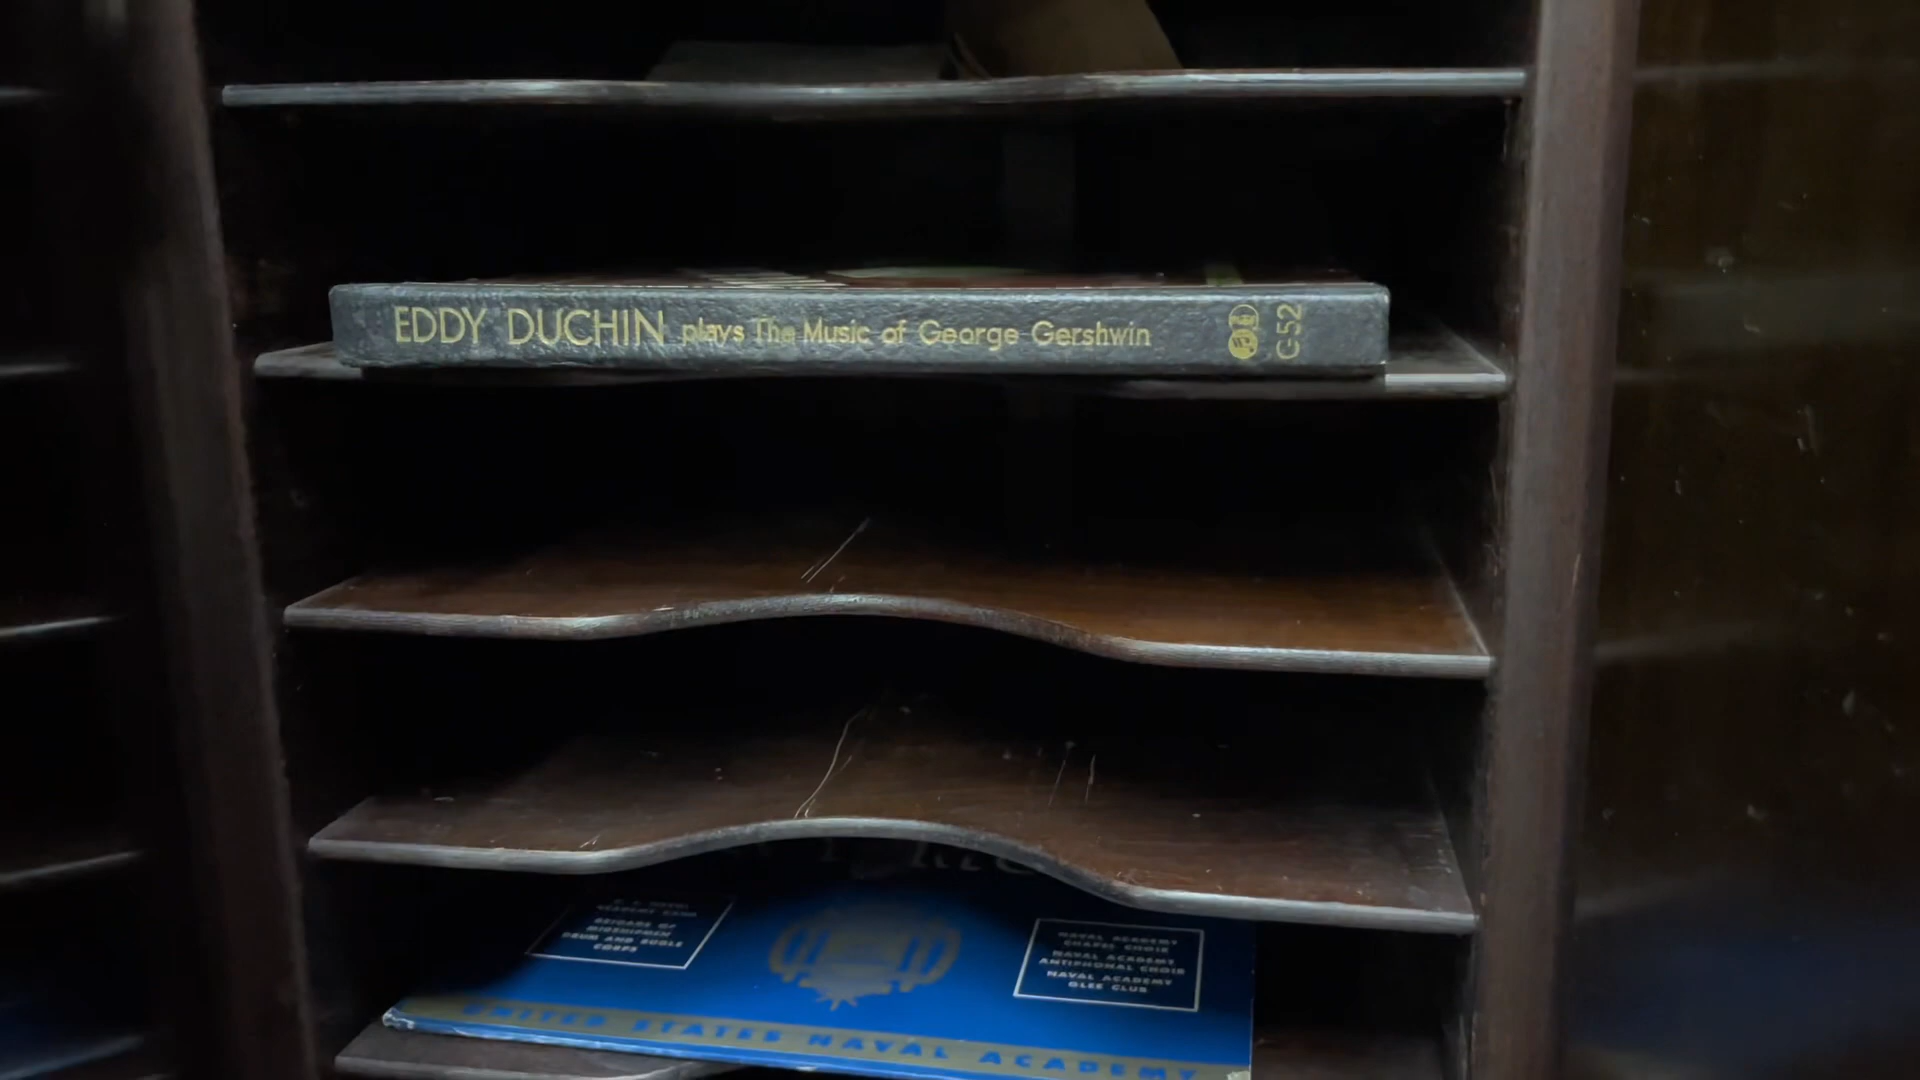 EDDY DUCHIN plays The Music of George Gershwin
G-52
BRIGADE OF
MIDSHIPMEN
DRUM AND BUGLE
CORPS
NAVAL ACADEMY
CHAPEL CHOIR
NAVAL ACADEMY
ANTIPHONAL CHOIR
NAVAL ACADEMY
GLEE CLUB
UNITED STATES NAVAL ACADEMY